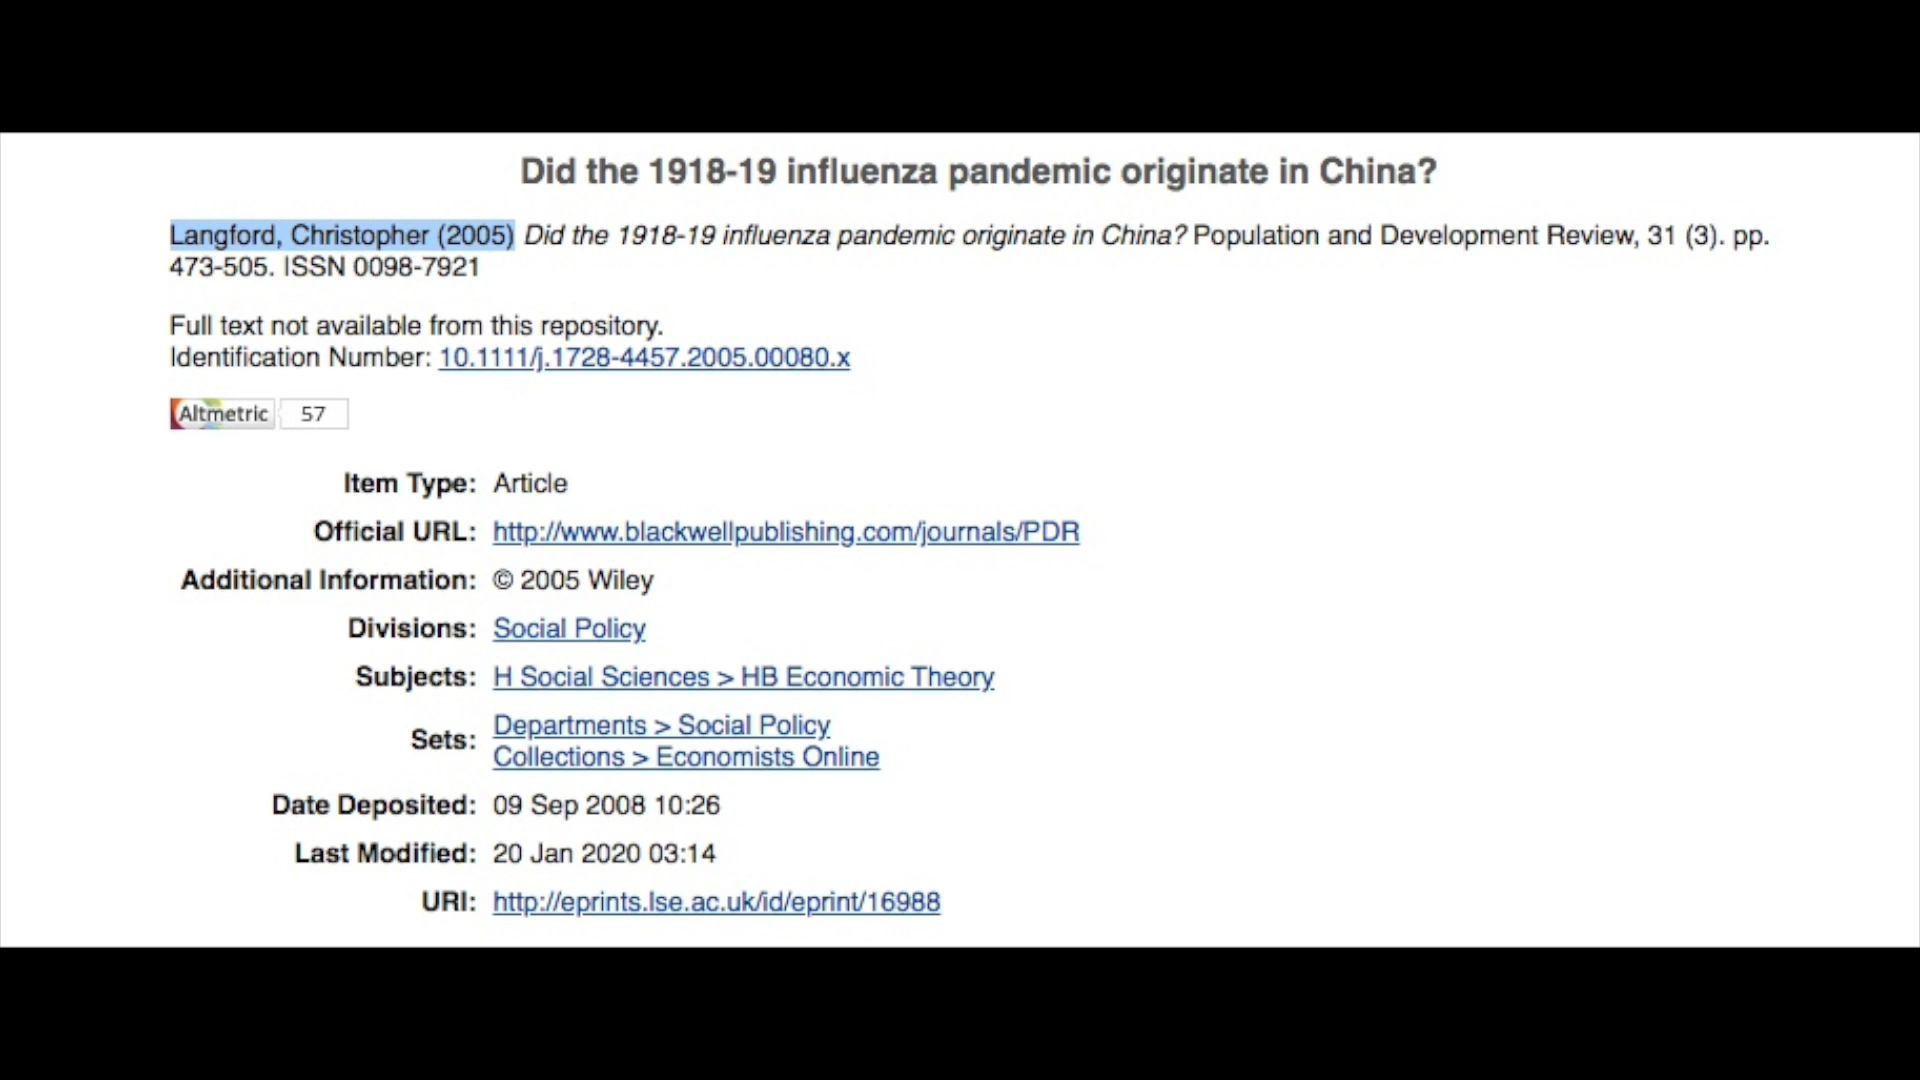 Did the 1918-19 influenza pandemic originate in China?
Langford, Christopher (2005) Did the 1918-19 influenza pandemic originate in China? Population and Development Review, 31 (3). pp.
473-505. ISSN 0098-7921
Full text not available from this repository.
Identification Number: 10.1111/j.1728-4457.2005.00080.x
Altmetric 57
Item Type: Article
Official URL: http://www.blackwellpublishing.com/journals/PDR
Additional Information: © 2005 Wiley
Divisions: Social Policy
Subjects: H Social Sciences > HB Economic Theory
Sets: Departments > Social Policy
Collections > Economists Online
Date Deposited: 09 Sep 2008 10:26
Last Modified: 20 Jan 2020 03:14
URI: http://eprints.lse.ac.uk/id/eprint/16988